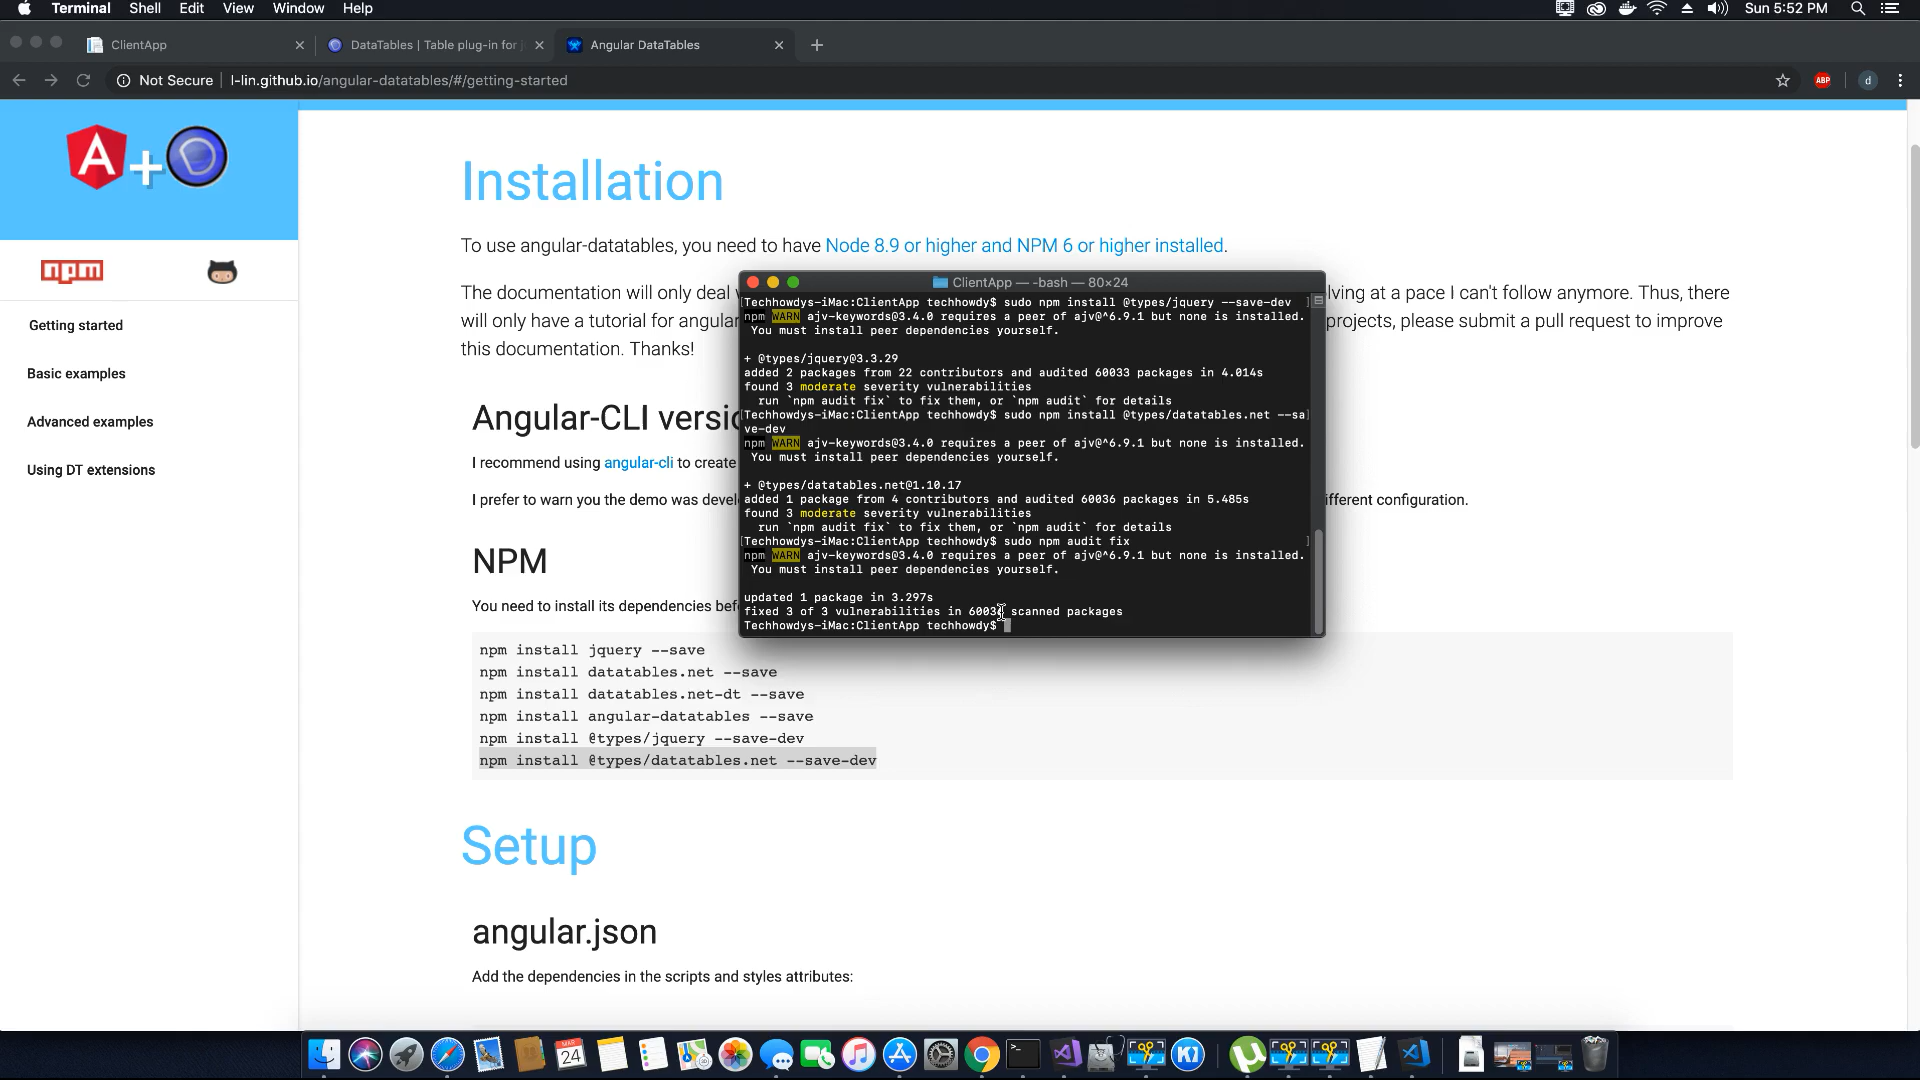 Terminal Shell Edit View Window Help Sun 5:52 PM
ClientApp
DataTables | Table plug-in for j
Angular DataTables
Not Secure l-lin.github.io/angular-datatables/#/getting-started
ABP
d
A + D
npm
Getting started
Basic examples
Advanced examples
Using DT extensions
Installation
To use angular-datatables, you need to have Node 8.9 or higher and NPM 6 or higher installed.
The documentation will only deal lving at a pace I can't follow anymore. Thus, there
will only have a tutorial for angular projects, please submit a pull request to improve
this documentation. Thanks!
Angular-CLI versio
I recommend using angular-cli to create
I prefer to warn you the demo was devel ifferent configuration.
NPM
You need to install its dependencies bef
npm install jquery --save
npm install datatables.net --save
npm install datatables.net-dt --save
npm install angular-datatables --save
npm install @types/jquery --save-dev
npm install @types/datatables.net --save-dev
Setup
angular.json
Add the dependencies in the scripts and styles attributes:
ClientApp — -bash — 80×24
[Techhowdys-iMac:ClientApp techhowdy$ sudo npm install @types/jquery --save-dev ]
npm WARN ajv-keywords@3.4.0 requires a peer of ajv@^6.9.1 but none is installed.
You must install peer dependencies yourself.
+ @types/jquery@3.3.29
added 2 packages from 22 contributors and audited 60033 packages in 4.014s
found 3 moderate severity vulnerabilities
run `npm audit fix` to fix them, or `npm audit` for details
[Techhowdys-iMac:ClientApp techhowdy$ sudo npm install @types/datatables.net --sa]
ve-dev
npm WARN ajv-keywords@3.4.0 requires a peer of ajv@^6.9.1 but none is installed.
You must install peer dependencies yourself.
+ @types/datatables.net@1.10.17
added 1 package from 4 contributors and audited 60036 packages in 5.485s
found 3 moderate severity vulnerabilities
run `npm audit fix` to fix them, or `npm audit` for details
[Techhowdys-iMac:ClientApp techhowdy$ sudo npm audit fix ]
npm WARN ajv-keywords@3.4.0 requires a peer of ajv@^6.9.1 but none is installed.
You must install peer dependencies yourself.
updated 1 package in 3.297s
fixed 3 of 3 vulnerabilities in 60036 scanned packages
Techhowdys-iMac:ClientApp techhowdy$
MAR
24